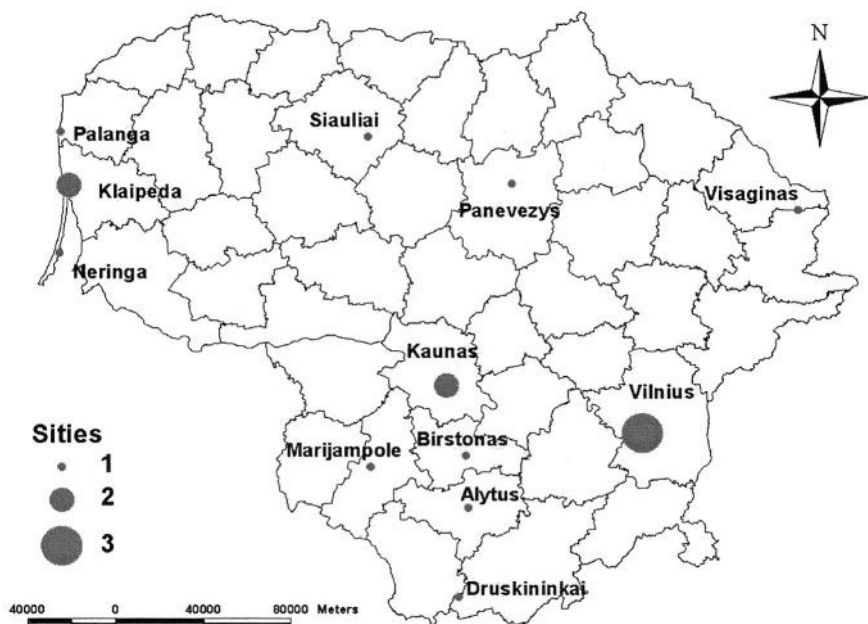 N
Siauliai
Palanga
Klaipeda
Visaginas
Panevezys
Neringa
Kaunas
Vilnius
Sities
Birstonas
Marijampole
1
2
Alytus
3
Druskininkai
40000 0 40000 80000 Meters